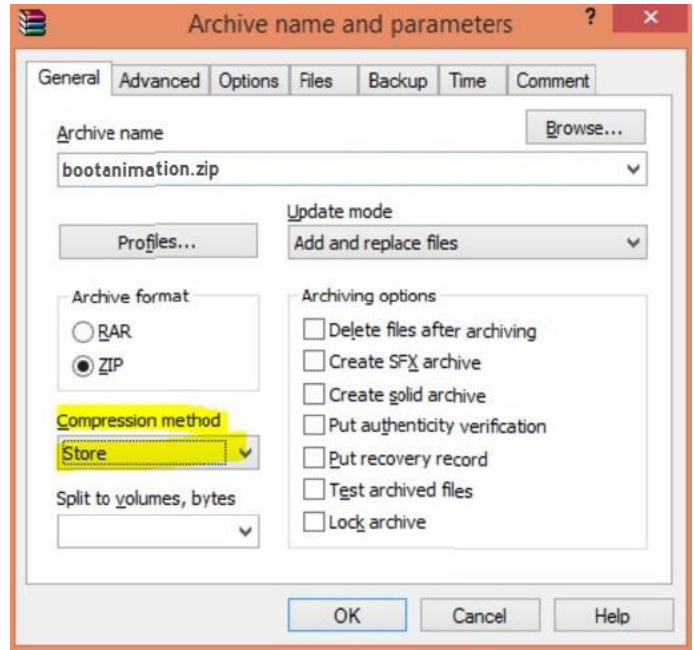 Archive name and parameters ?
General Advanced Options Files Backup Time Comment
Archive name
Browse...
bootanimation.zip
Profiles...
Update mode
Add and replace files
Archive format
RAR
ZIP
Compression method
Store
Split to volumes, bytes
Archiving options
Delete files after archiving
Create SFX archive
Create solid archive
Put authenticity verification
Put recovery record
Test archived files
Lock archive
OK Cancel Help